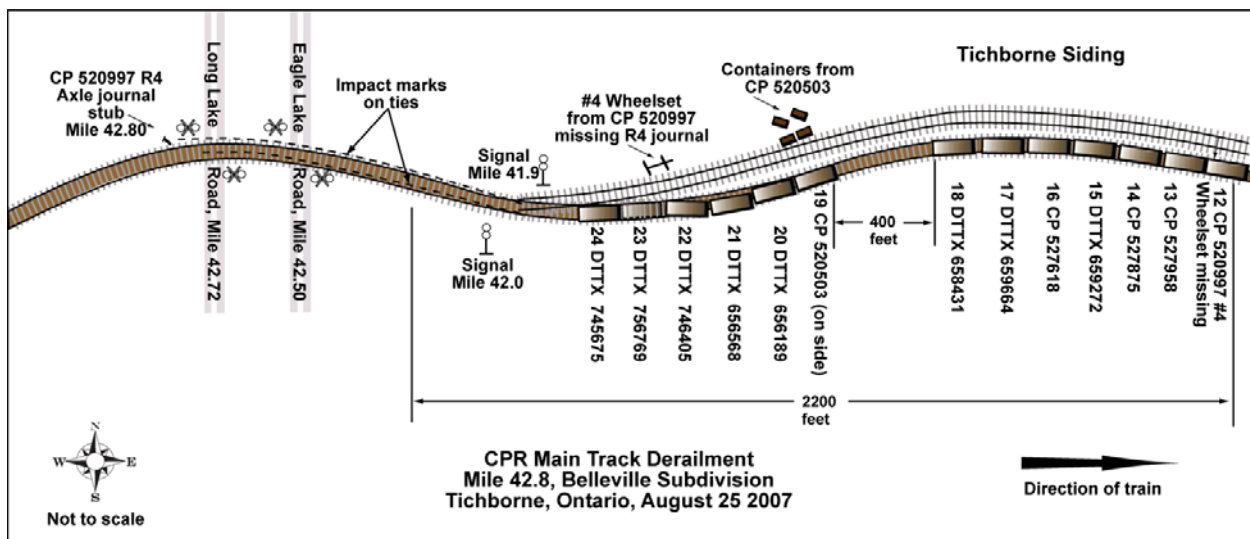 Tichborne Siding
CP 520997 R4
Axle journal
stub
Mile 42.80
Long Lake
Road, Mile 42.72
Eagle Lake
Road, Mile 42.50
Impact marks
on ties
Signal
Mile 41.9
Signal
Mile 42.0
#4 Wheelset
from CP 520997
missing R4 journal
Containers from
CP 520503
24 DTTX 745675
23 DTTX 756769
22 DTTX 746405
21 DTTX 656568
20 DTTX 656189
19 CP 520503 (on side)
400
feet
18 DTTX 658431
17 DTTX 659664
16 CP 527618
15 DTTX 659272
14 CP 527875
13 CP 527958
12 CP 520997 #4
Wheelset missing
2200
feet
N
W
E
S
Not to scale
CPR Main Track Derailment
Mile 42.8, Belleville Subdivision
Tichborne, Ontario, August 25 2007
Direction of train